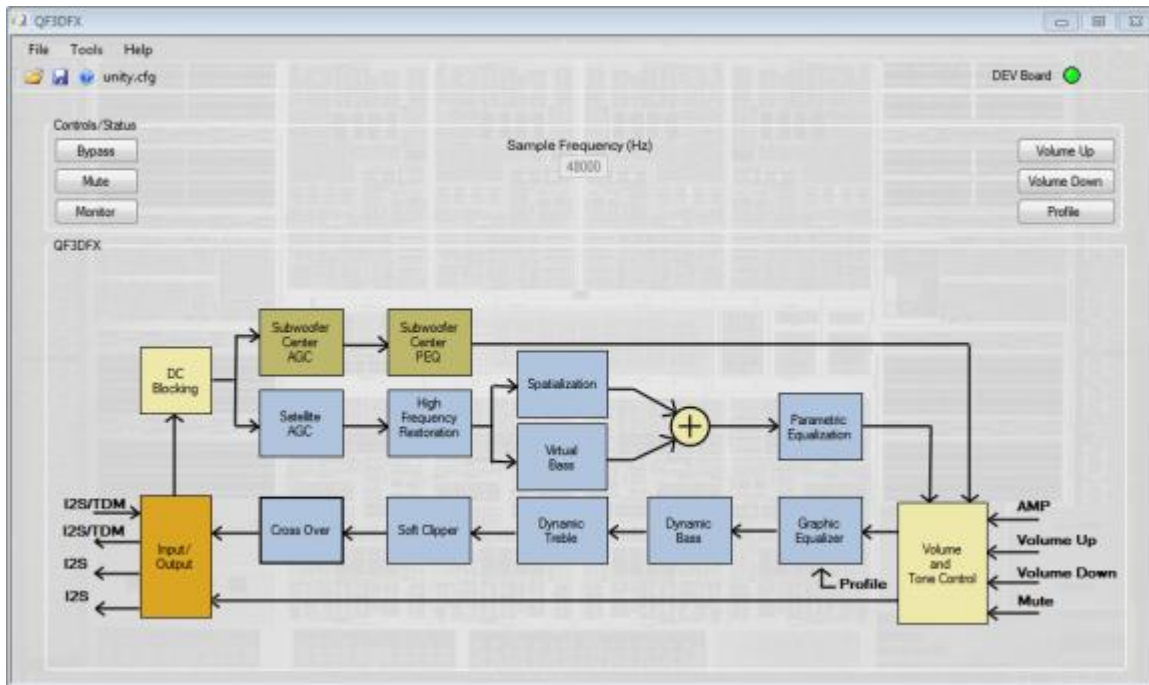 QF3DFX
File Tools Help
unity.cfg
DEV Board
Controls/Status
Bypass
Mute
Monitor
Sample Frequency (Hz)
48000
Volume Up
Volume Down
Profile
QF3DFX
DC
Blocking
Subwoofer
Center
AGC
Subwoofer
Center
PEQ
Satellite
AGC
High
Frequency
Restoration
Spatialization
Virtual
Bass
Parametric
Equalization
I2S/TDM
I2S/TDM
I2S
I2S
Input/
Output
Cross Over
Soft Clipper
Dynamic
Treble
Dynamic
Bass
Graphic
Equalizer
Profile
Volume
and
Tone Control
AMP
Volume Up
Volume Down
Mute